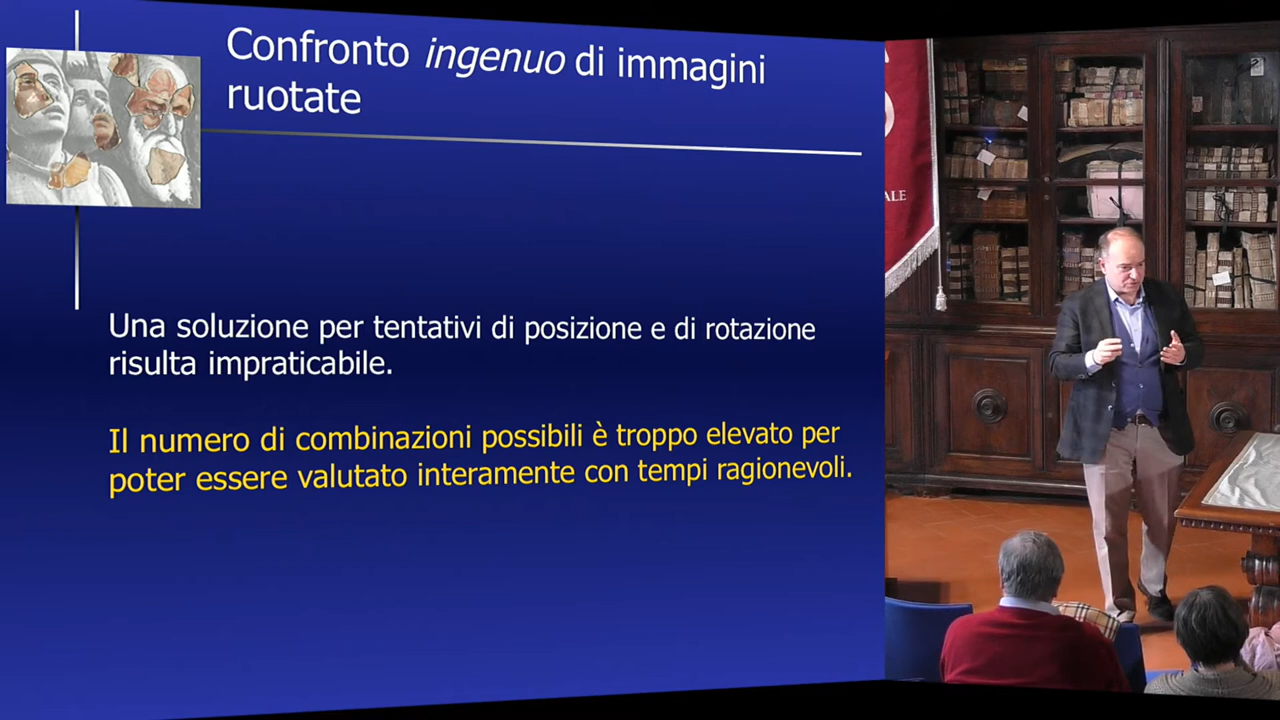 Confronto ingenuo di immagini
ruotate
Una soluzione per tentativi di posizione e di rotazione
risulta impraticabile.
Il numero di combinazioni possibili è troppo elevato per
poter essere valutato interamente con tempi ragionevoli.
ALE